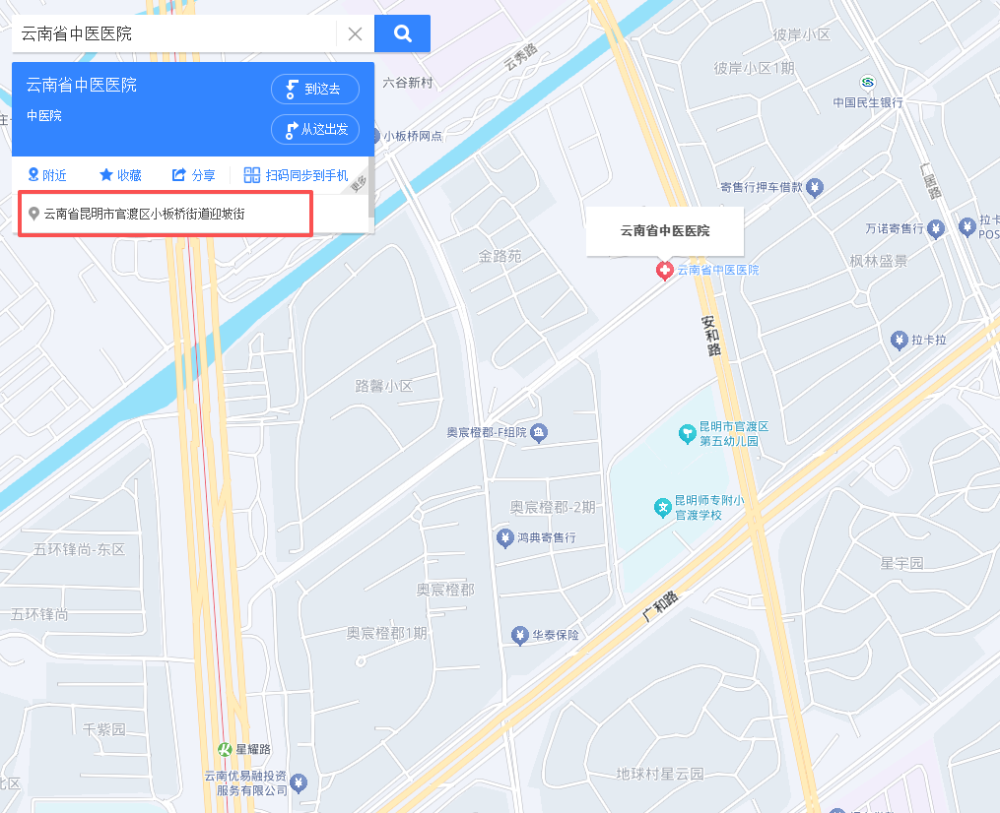 云南省中医医院
云南省中医医院
到这去
中医院
从这出发
附近
收藏
分享
扫码同步到手机
更多
云南省昆明市官渡区小板桥街道迎坡街
云秀路
六谷新村
小板桥网点
彼岸小区
彼岸小区1期
中国民生银行
广居路
寄售行押车借款
万诺寄售行
拉卡
POS
枫林盛景
云南省中医医院
云南省中医医院
金路苑
安和路
拉卡拉
路馨小区
奥宸橙郡-F组院
昆明市官渡区
第五幼儿园
奥宸橙郡-2期
昆明师专附小
官渡学校
鸿典寄售行
五环锋尚-东区
星宇园
奥宸橙郡
广和路
五环锋尚
奥宸橙郡1期
华泰保险
千紫园
星耀路
云南优易融投资
服务有限公司
地球村星云园
北区